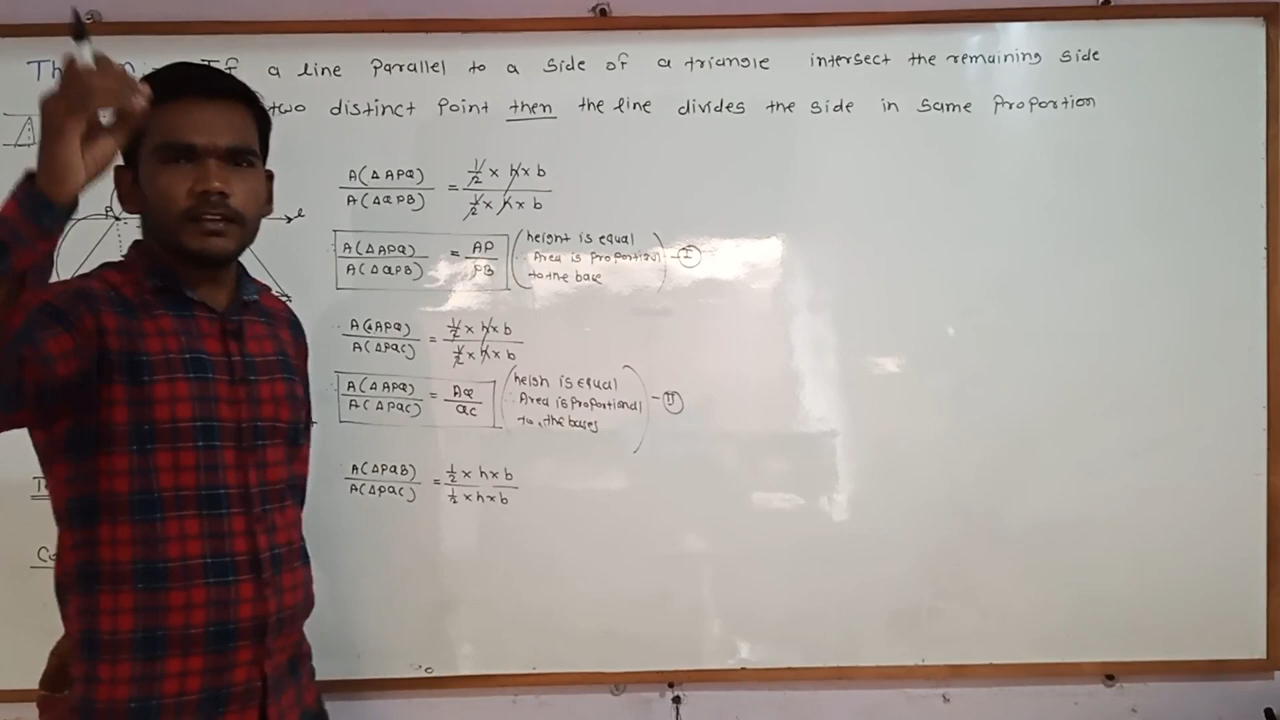 If a line parallel to a side of a triangle intersect the remaining side
two distinct point then the line divides the side in same proportion
A(ΔAPQ) / A(ΔQPB) = 1/2 × h × b / 1/2 × h × b
A(ΔAPQ) / A(ΔQPB) = AP / PB (height is equal
∴ Area is proportional
to the base) - I
A(ΔAPQ) / A(ΔPQC) = 1/2 × h × b / 1/2 × h × b
A(ΔAPQ) / A(ΔPQC) = AQ / QC (heigh is equal
∴ Area is proportional
to the bases) - II
A(ΔPQB) / A(ΔPQC) = 1/2 × h × b / 1/2 × h × b
A
l